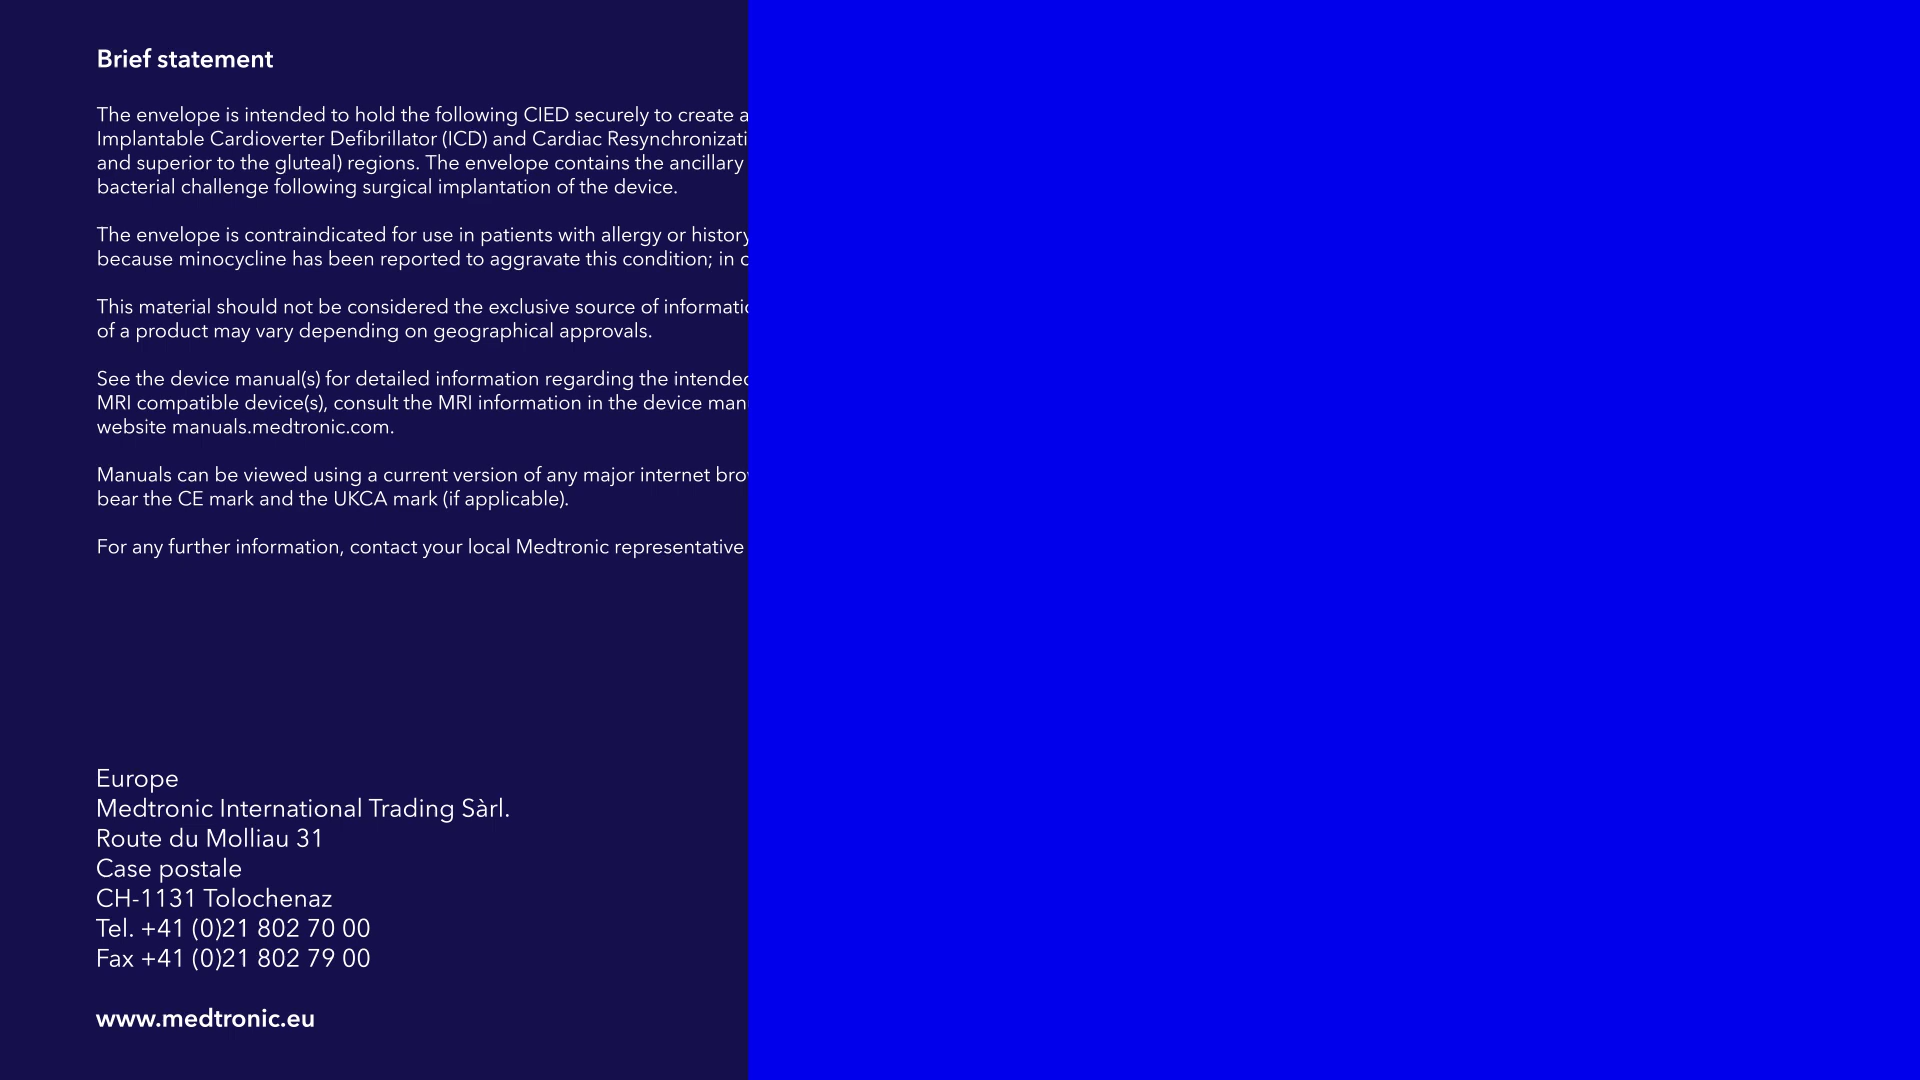 Brief statement
The envelope is intended to hold the following CIED securely to create a
Implantable Cardioverter Defibrillator (ICD) and Cardiac
and superior to the gluteal) regions. The envelope contains the ancillary
bacterial challenge following surgical implantation of the device.
The envelope is contraindicated for use in patients with allergy or history
because minocycline has been reported to aggravate this condition; in
This material should not be considered the exclusive source of
of a product may vary depending on geographical approvals.
See the device manual(s) for detailed information regarding the
MRI compatible device(s), consult the MRI information in the device
website manuals.medtronic.com.
Manuals can be viewed using a current version of any major internet
bear the CE mark and the UKCA mark (if applicable).
For any further information, contact your local Medtronic representative
Europe
Medtronic International Trading Sàrl.
Route du Molliau 31
Case postale
CH-1131 Tolochenaz
Tel. +41 (0)21 802 70 00
Fax +41 (0)21 802 79 00
www.medtronic.eu